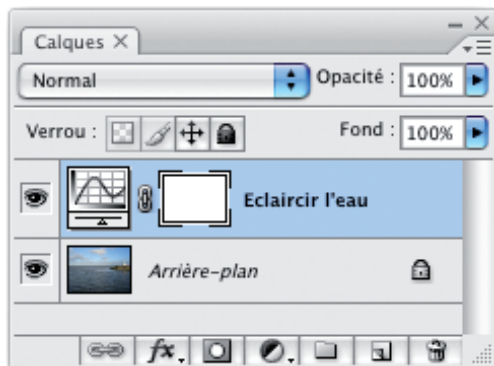 Calques
Normal
Opacité : 100%
Verrou :
Fond : 100%
Eclaircir l'eau
Arrière-plan
fx